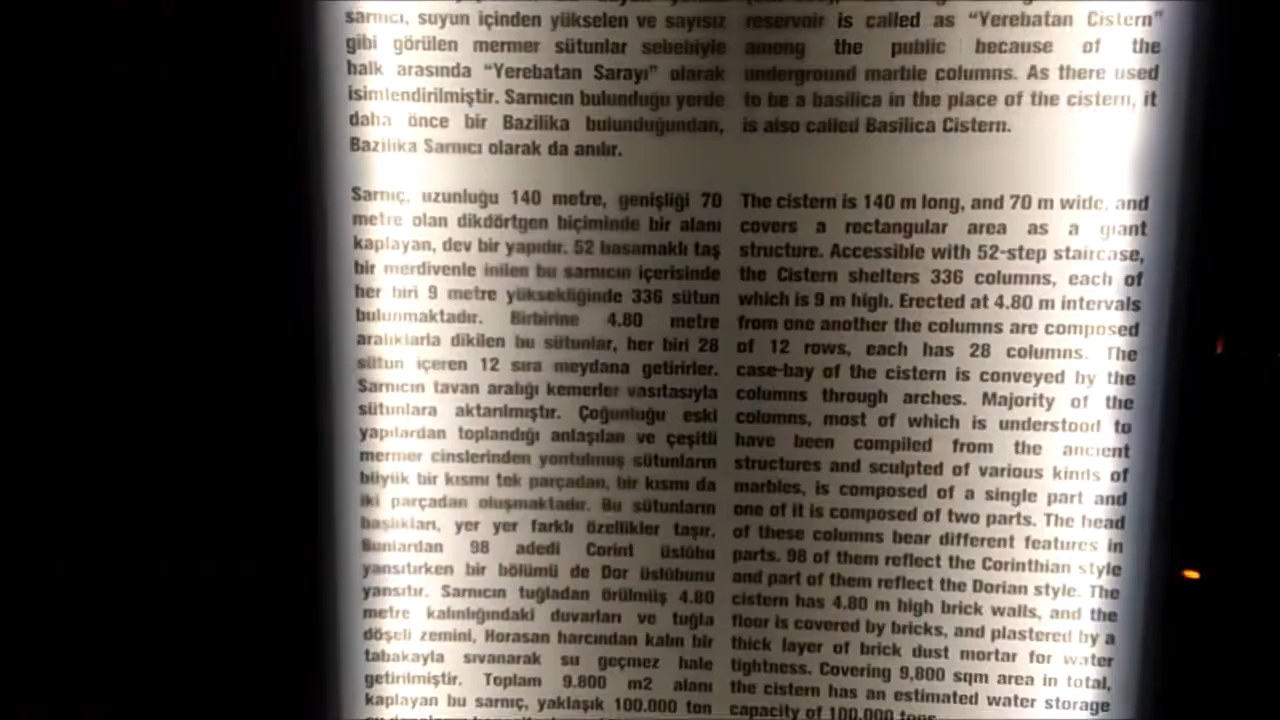 sarnıcı, suyun içinden yükselen ve sayısız
gibi görülen mermer sütunlar sebebiyle
halk arasında “Yerebatan Sarayı” olarak
isimlendirilmiştir. Sarnıcın bulunduğu yerde
daha önce bir Bazilika bulunduğundan,
Bazilika Sarnıcı olarak da anılır.
Sarnıç, uzunluğu 140 metre, genişliği 70
metre olan dikdörtgen biçiminde bir alanı
kaplayan, dev bir yapıdır. 52 basamaklı taş
bir merdivenle inilen bu sarnıcın içerisinde
her biri 9 metre yüksekliğinde 336 sütun
bulunmaktadır. Birbirine 4.80 metre
aralıklarla dikilen bu sütunlar, her biri 28
sütun içeren 12 sıra meydana getirirler.
Sarnıcın tavan aralığı kemerler vasıtasıyla
sütunlara aktarılmıştır. Çoğunluğu eski
yapılardan toplandığı anlaşılan ve çeşitli
mermer cinslerinden yontulmuş sütunların
büyük bir kısmı tek parçadan, bir kısmı da
iki parçadan oluşmaktadır. Bu sütunların
başlıkları, yer yer farklı özellikler taşır.
Bunlardan 98 adedi Corint üslûbu
yansıtırken bir bölümü de Dor üslûbunu
yansıtır. Sarnıcın tuğladan örülmüş 4.80
metre kalınlığındaki duvarları ve tuğla
döşeli zemini, Horasan harcından kalın bir
tabakayla sıvanarak su geçmez hale
getirilmiştir. Toplam 9.800 m2 alanı
kaplayan bu sarnıç, yaklaşık 100.000 ton
reservoir is called as “Yerebatan Cistern”
among the public because of the
underground marble columns. As there used
to be a basilica in the place of the cistern, it
is also called Basilica Cistern.
The cistern is 140 m long, and 70 m wide, and
covers a rectangular area as a giant
structure. Accessible with 52-step staircase,
the Cistern shelters 336 columns, each of
which is 9 m high. Erected at 4.80 m intervals
from one another the columns are composed
of 12 rows, each has 28 columns. The
case-bay of the cistern is conveyed by the
columns through arches. Majority of the
columns, most of which is understood to
have been compiled from the ancient
structures and sculpted of various kinds of
marbles, is composed of a single part and
one of it is composed of two parts. The head
of these columns bear different features in
parts. 98 of them reflect the Corinthian style
and part of them reflect the Dorian style. The
cistern has 4.80 m high brick walls, and the
floor is covered by bricks, and plastered by a
thick layer of brick dust mortar for water
tightness. Covering 9,800 sqm area in total,
the cistern has an estimated water storage
capacity of 100.000 tons.